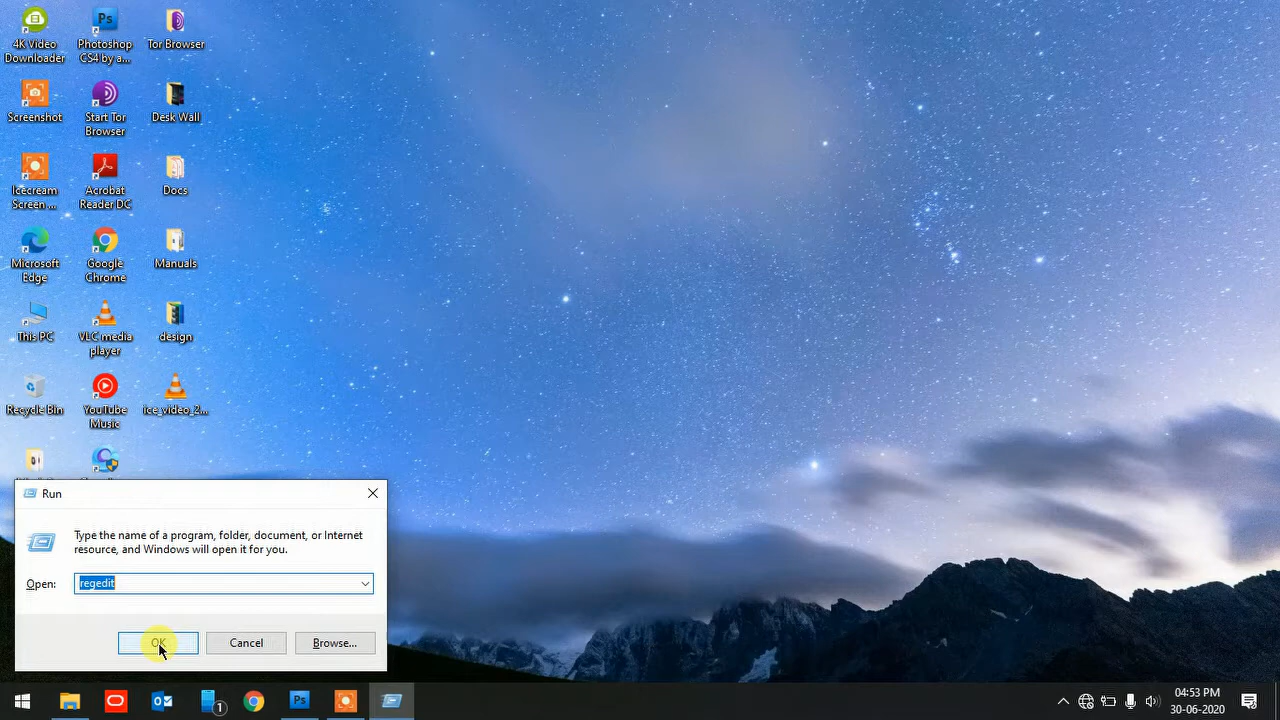 4K Video
Downloader
Photoshop
CS4 by a...
Tor Browser
Screenshot
Start Tor
Browser
Desk Wall
Icecream
Screen ...
Acrobat
Reader DC
Docs
Microsoft
Edge
Google
Chrome
Manuals
This PC
VLC media
player
design
Recycle Bin
YouTube
Music
ice_video_2...
Run
Type the name of a program, folder, document, or Internet
resource, and Windows will open it for you.
Open:
regedit
OK
Cancel
Browse...
Ps
1
04:53 PM
30-06-2020